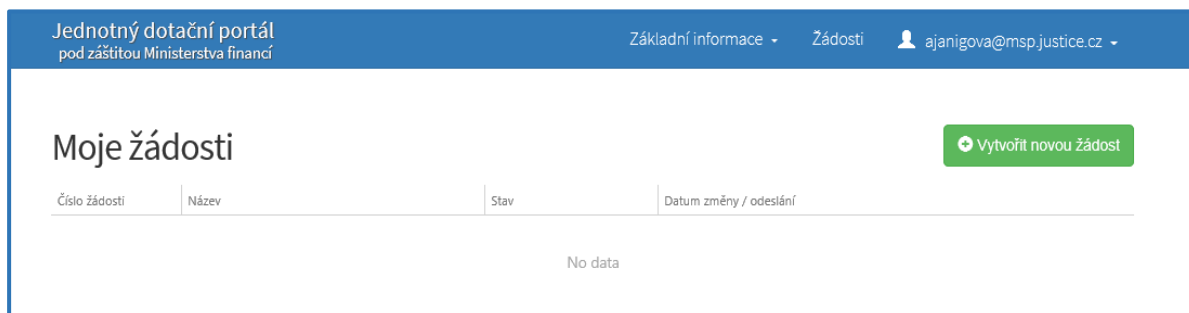 Jednotný dotační portál
pod záštitou Ministerstva financí
Základní informace
Žádosti
ajanigova@msp.justice.cz
Moje žádosti
Vytvořit novou žádost
Číslo žádosti
Název
Stav
Datum změny / odeslání
No data